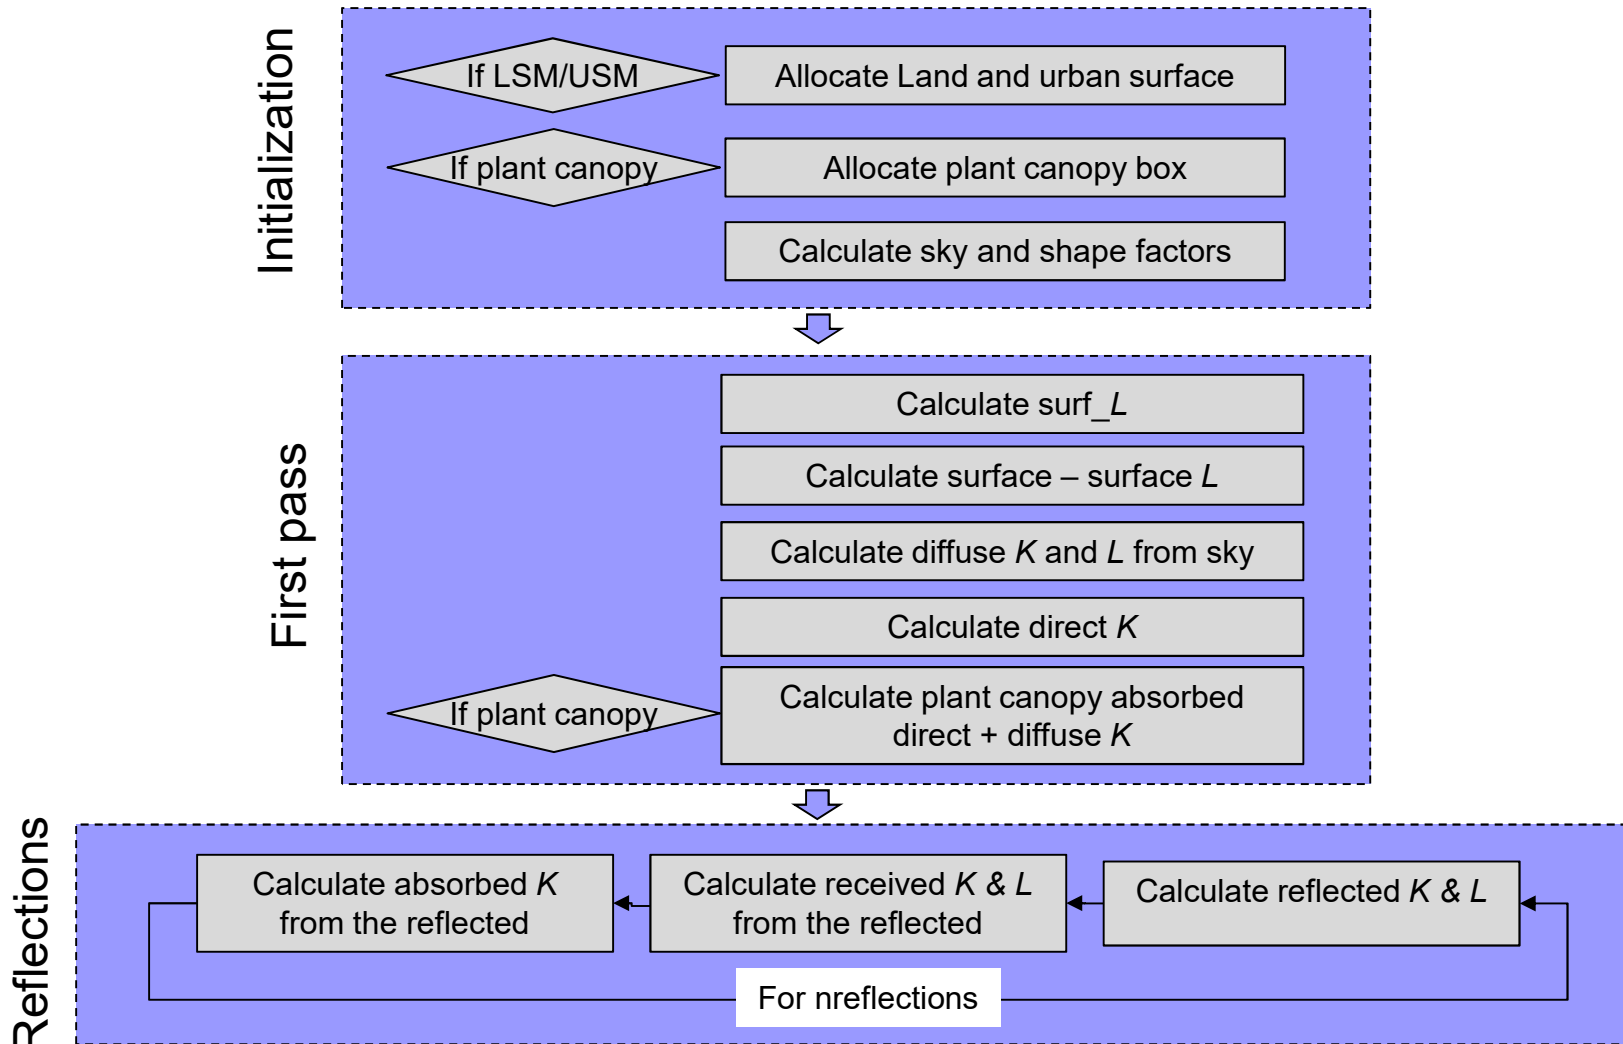 Initialization
If LSM/USM
Allocate Land and urban surface
If plant canopy
Allocate plant canopy box
Calculate sky and shape factors
First pass
Calculate surf_L
Calculate surface – surface L
Calculate diffuse K and L from sky
Calculate direct K
If plant canopy
Calculate plant canopy absorbed
direct + diffuse K
Reflections
Calculate absorbed K
from the reflected
Calculate received K & L
from the reflected
Calculate reflected K & L
For nreflections